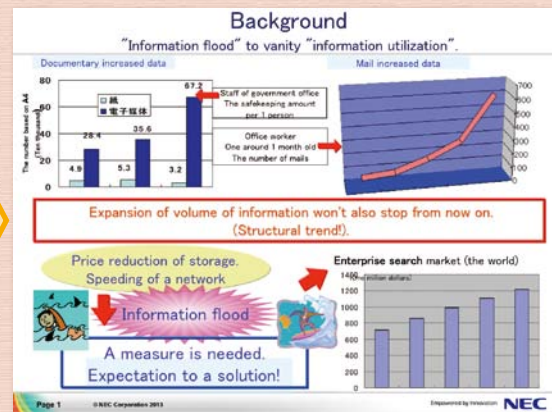 Background
"Information flood" to vanity "information utilization".
Documentary increased data
Mail increased data
The number based on A4
(Ten thousand)
80
60
40
20
0
紙
電子媒体
4.9
28.4
5.3
35.6
3.2
67.2
Staff of government office
The safekeeping amount
per 1 person
Office worker
One around 1 month old
The number of mails
700
600
500
400
300
200
100
0
Expansion of volume of information won't also stop from now on.
(Structural trend!).
Price reduction of storage.
Speeding of a network
Information flood
A measure is needed.
Expectation to a solution!
Enterprise search market (the world)
million dollars)
1400
1200
1000
800
600
400
200
0
Page 1
© NEC Corporation 2013
Empowered by Innovation
NEC